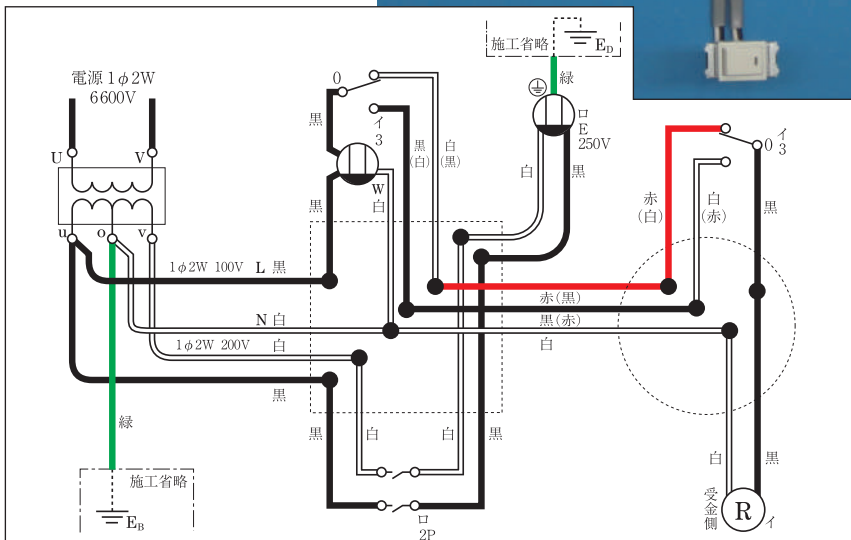 電源 1φ2W
6600V
U
V
u
o
v
1φ2W 100V L 黒
N 白
1φ2W 200V 白
黒
緑
施工省略
E_B
0
イ
3
黒
黒
W
白
黒
(白)
白
(黒)
施工省略
E_D
緑
ロ
E
250V
白
黒
赤(黒)
黒(赤)
白
赤
(白)
0
イ
3
白
(赤)
黒
黒
白
白
黒
ロ
2P
白
黒
受金側
R
イ